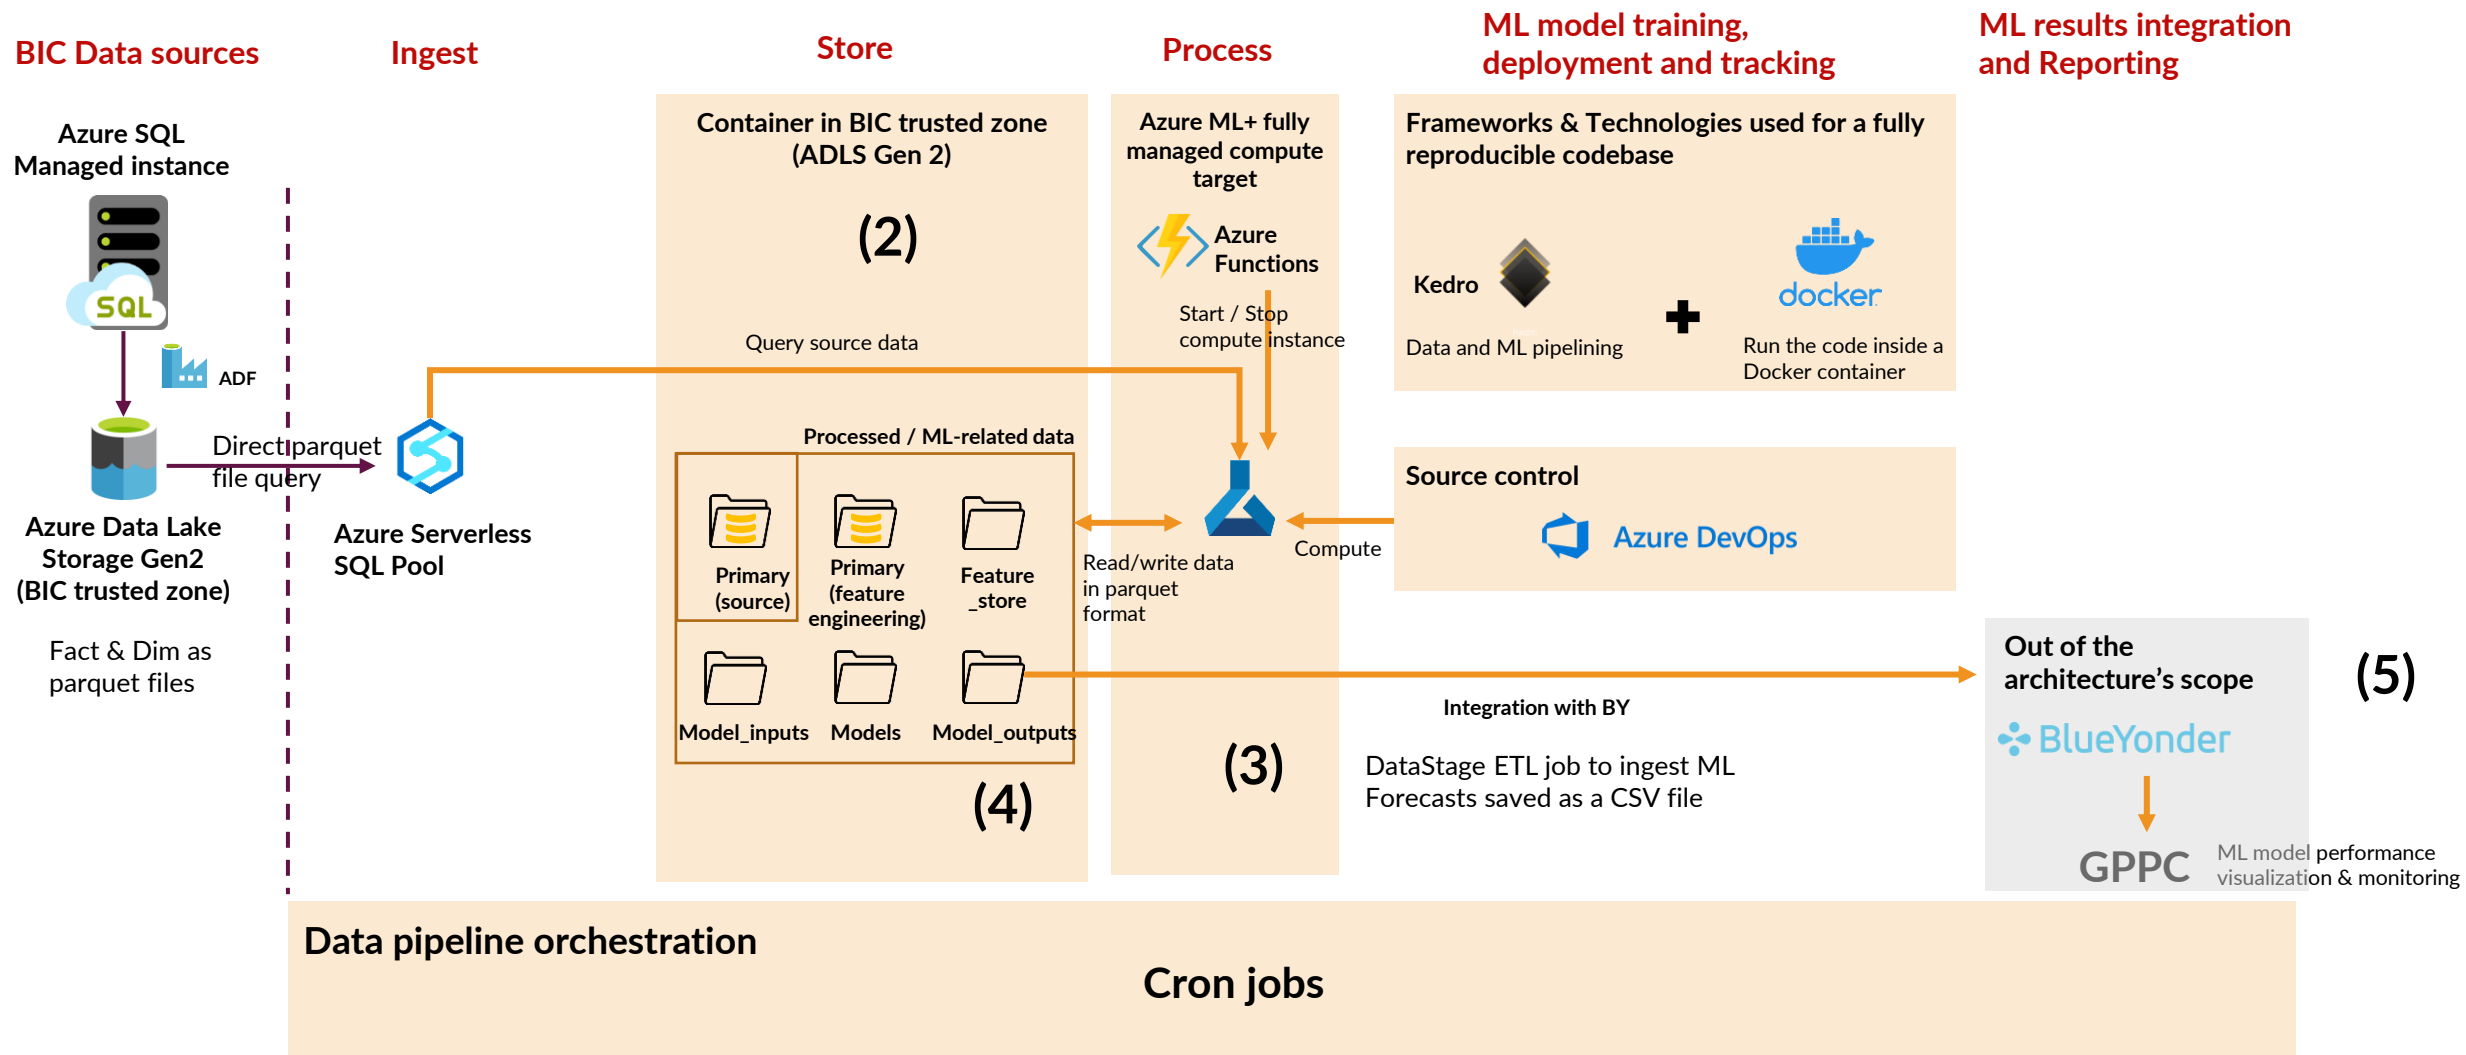 BIC Data sources
Ingest
Store
Process
ML model training,
deployment and tracking
ML results integration
and Reporting
Azure SQL
Managed instance
SQL
ADF
Direct parquet
file query
Azure Data Lake
Storage Gen2
(BIC trusted zone)
Fact & Dim as
parquet files
Azure Serverless
SQL Pool
Container in BIC trusted zone
(ADLS Gen 2)
(2)
Query source data
Processed / ML-related data
Primary
(source)
Primary
(feature
engineering)
Feature
_store
Model_inputs
Models
Model_outputs
(4)
Azure ML+ fully
managed compute
target
Azure
Functions
Start / Stop
compute instance
Read/write data
in parquet
format
Compute
(3)
Frameworks & Technologies used for a fully
reproducible codebase
Kedro
Data and ML pipelining
docker
Run the code inside a
Docker container
Source control
Azure DevOps
Integration with BY
DataStage ETL job to ingest ML
Forecasts saved as a CSV file
Out of the
architecture's scope
BlueYonder
GPPC
ML model performance
visualization & monitoring
(5)
Data pipeline orchestration
Cron jobs